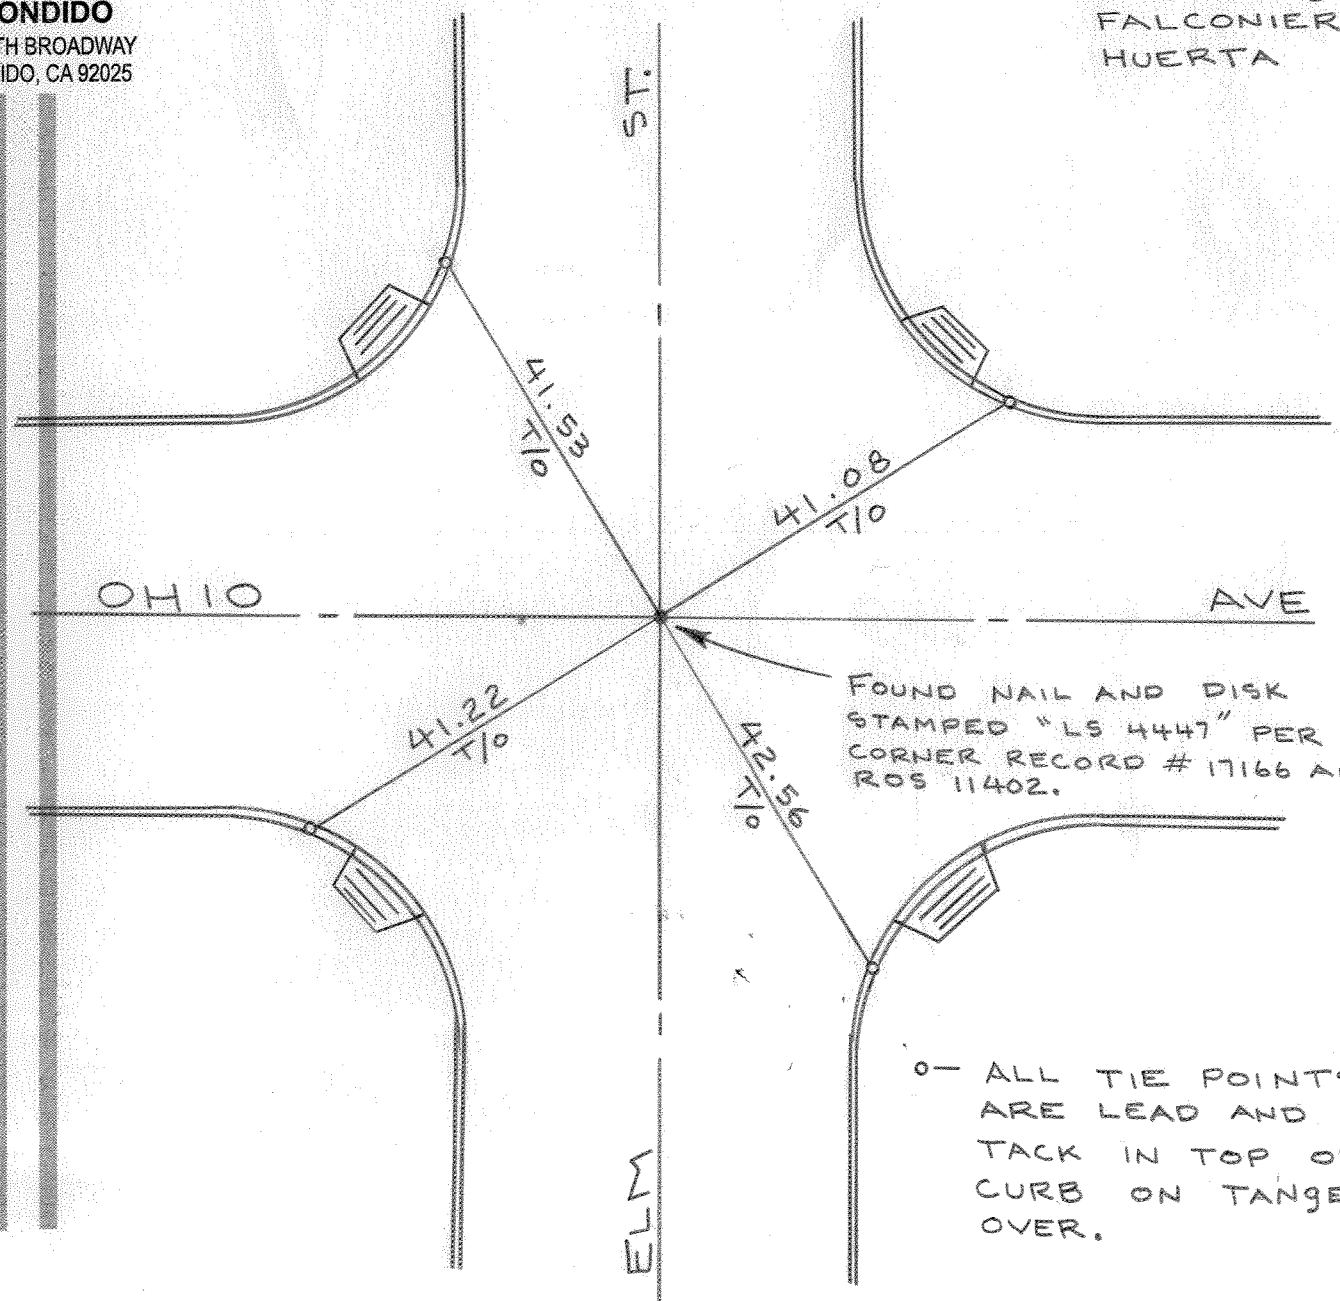 ONDIDO
TH BROADWAY
IDO, CA 92025
FALCONIER
HUERTA
ST.
41.53
T/O
41.08
T/O
OHIO
AVE
FOUND NAIL AND DISK
STAMPED "LS 4447" PER
CORNER RECORD # 17166 A
ROS 11402.
41.22
T/O
42.56
T/O
O— ALL TIE POINTS
ARE LEAD AND
TACK IN TOP O
CURB ON TANGE
OVER.
ELM